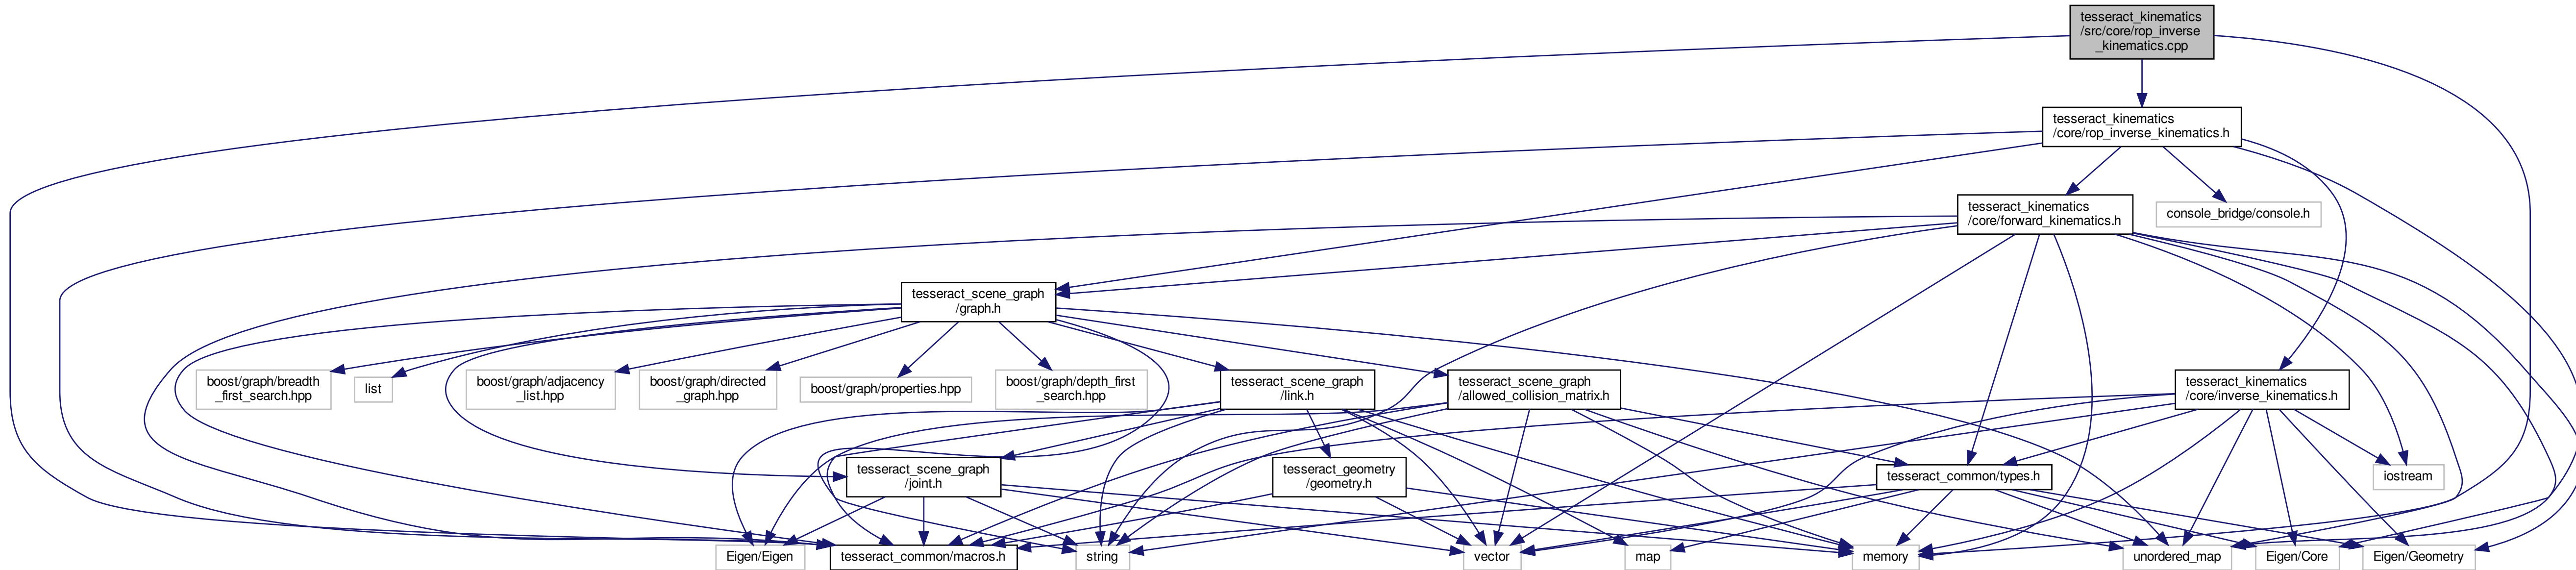 tesseract_kinematics
/src/core/rop_inverse
_kinematics.cpp
tesseract_kinematics
/core/rop_inverse_kinematics.h
tesseract_kinematics
/core/forward_kinematics.h
console_bridge/console.h
tesseract_scene_graph
/graph.h
boost/graph/breadth
_first_search.hpp
list
boost/graph/adjacency
_list.hpp
boost/graph/directed
_graph.hpp
boost/graph/properties.hpp
boost/graph/depth_first
_search.hpp
tesseract_scene_graph
/link.h
tesseract_scene_graph
/allowed_collision_matrix.h
tesseract_kinematics
/core/inverse_kinematics.h
tesseract_scene_graph
/joint.h
tesseract_geometry
/geometry.h
tesseract_common/types.h
iostream
Eigen/Eigen
tesseract_common/macros.h
string
vector
map
memory
unordered_map
Eigen/Core
Eigen/Geometry